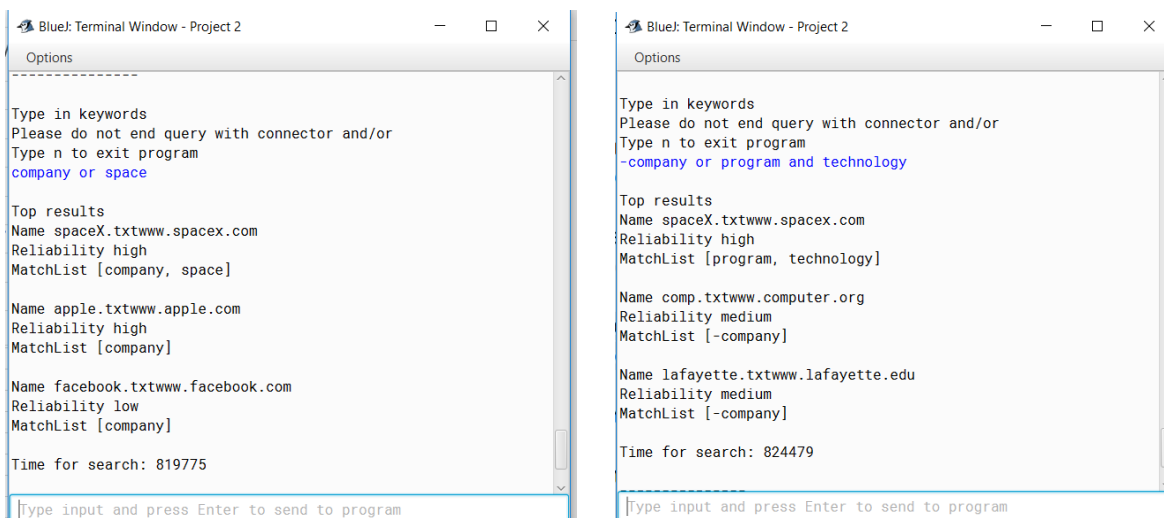 BlueJ: Terminal Window - Project 2
Options
---------------
Type in keywords
Please do not end query with connector and/or
Type n to exit program
company or space
Top results
Name spaceX.txtwww.spacex.com
Reliability high
MatchList [company, space]
Name apple.txtwww.apple.com
Reliability high
MatchList [company]
Name facebook.txtwww.facebook.com
Reliability low
MatchList [company]
Time for search: 819775
Type input and press Enter to send to program
BlueJ: Terminal Window - Project 2
Options
Type in keywords
Please do not end query with connector and/or
Type n to exit program
-company or program and technology
Top results
Name spaceX.txtwww.spacex.com
Reliability high
MatchList [program, technology]
Name comp.txtwww.computer.org
Reliability medium
MatchList [-company]
Name lafayette.txtwww.lafayette.edu
Reliability medium
MatchList [-company]
Time for search: 824479
---------------
Type input and press Enter to send to program